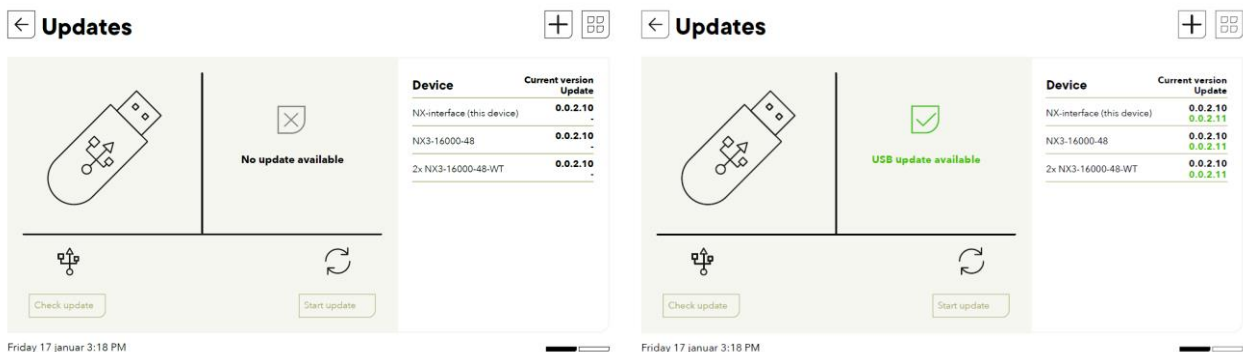 Updates
Device Current version
Update
NX-interface (this device) 0.0.2.10
-
NX3-16000-48 0.0.2.10
-
2x NX3-16000-48-WT 0.0.2.10
-
No update available
Check update
Start update
Friday 17 januar 3:18 PM
Updates
Device Current version
Update
NX-interface (this device) 0.0.2.10
0.0.2.11
NX3-16000-48 0.0.2.10
0.0.2.11
2x NX3-16000-48-WT 0.0.2.10
0.0.2.11
USB update available
Check update
Start update
Friday 17 januar 3:18 PM